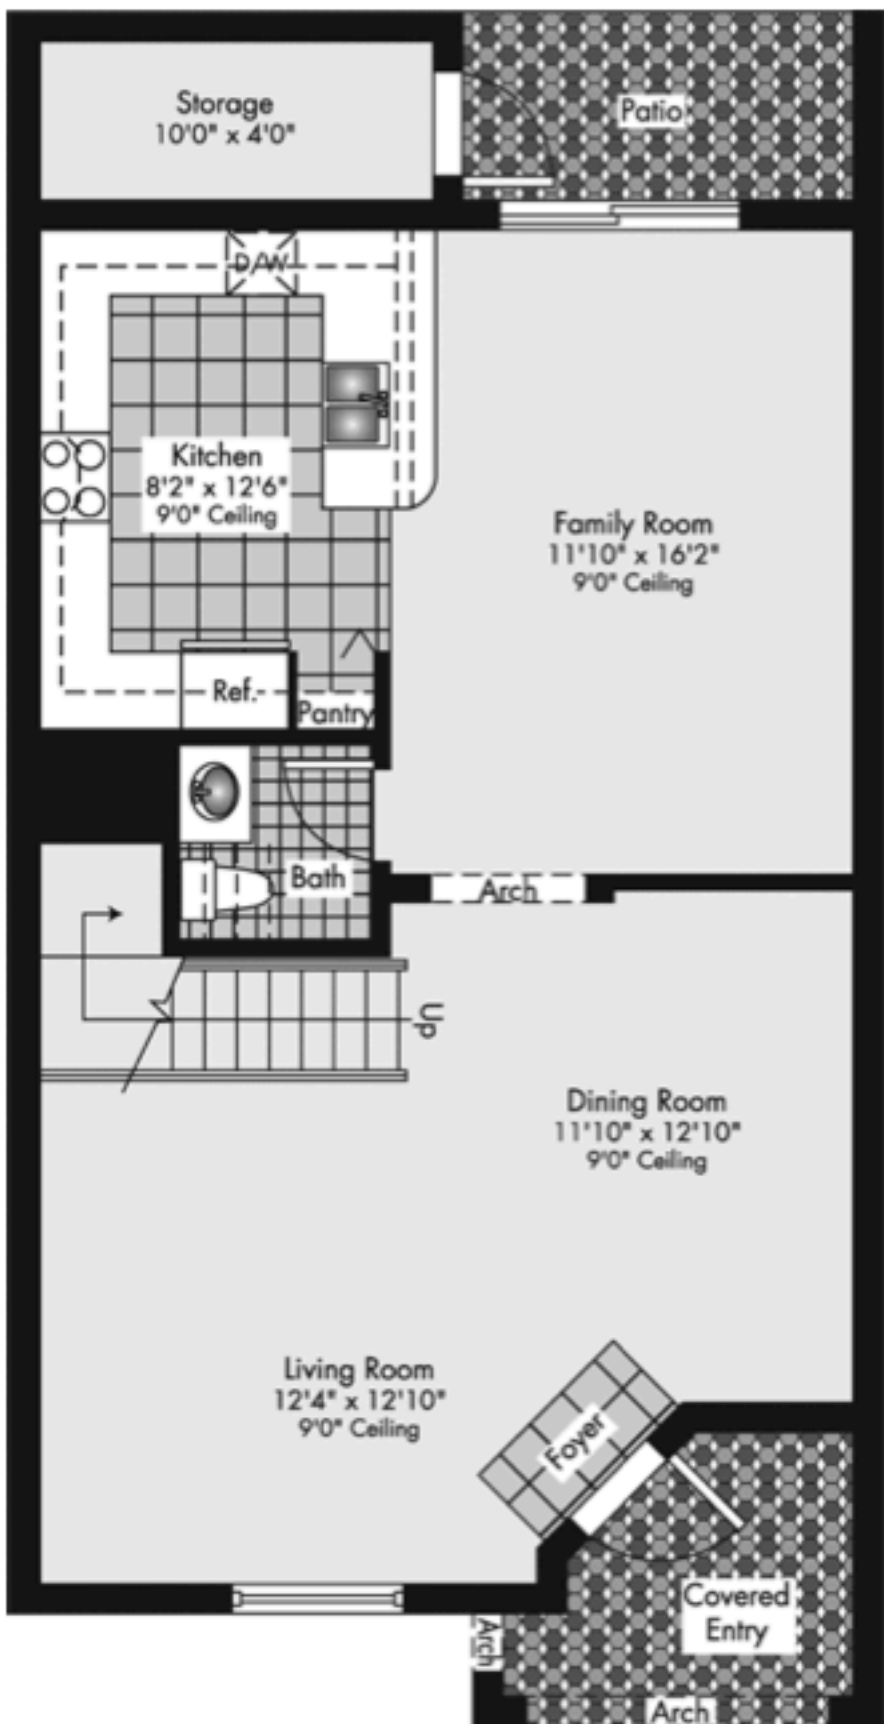 Storage
10'0" x 4'0"
Patio
D/W
Kitchen
8'2" x 12'6"
9'0" Ceiling
Family Room
11'10" x 16'2"
9'0" Ceiling
Ref.
Pantry
Bath
Arch
Up
Dining Room
11'10" x 12'10"
9'0" Ceiling
Living Room
12'4" x 12'10"
9'0" Ceiling
Foyer
Covered
Entry
Arch
Arch